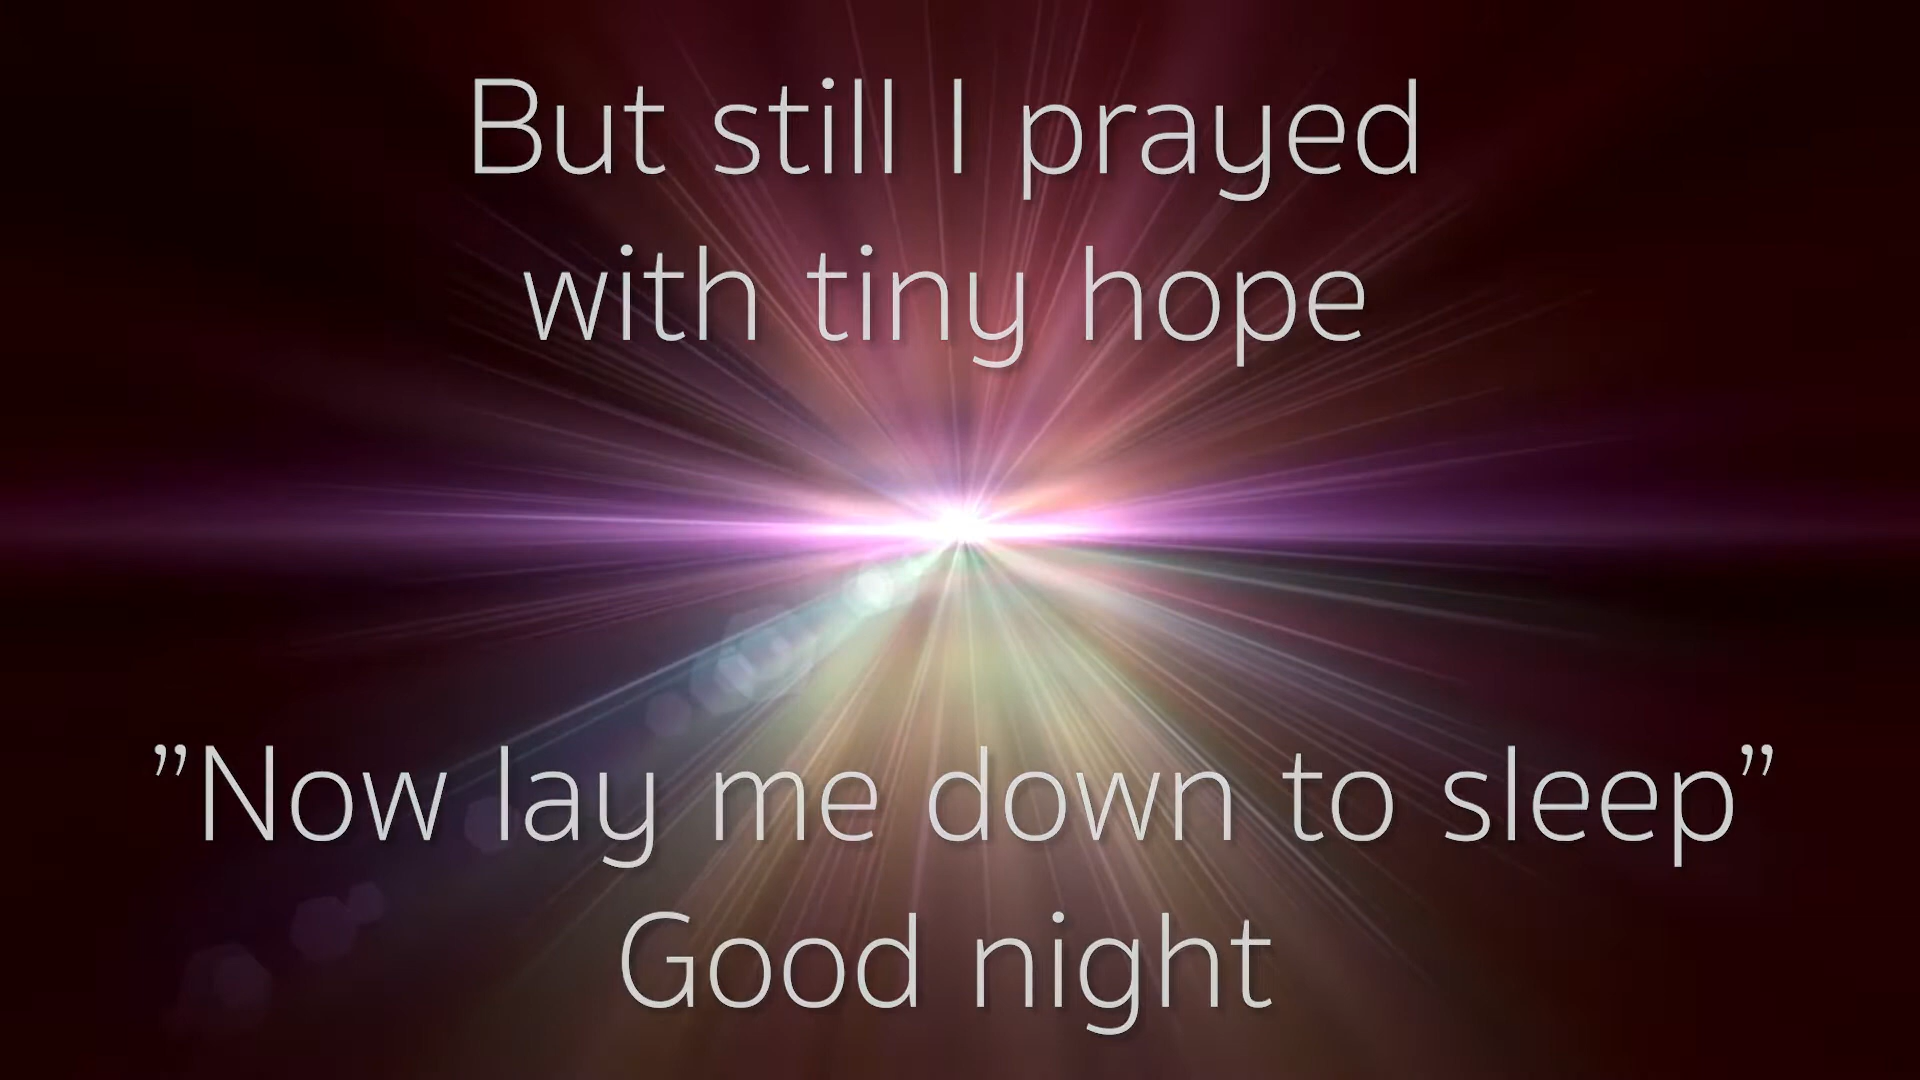 But still I prayed
with tiny hope
”Now lay me down to sleep”
Good night